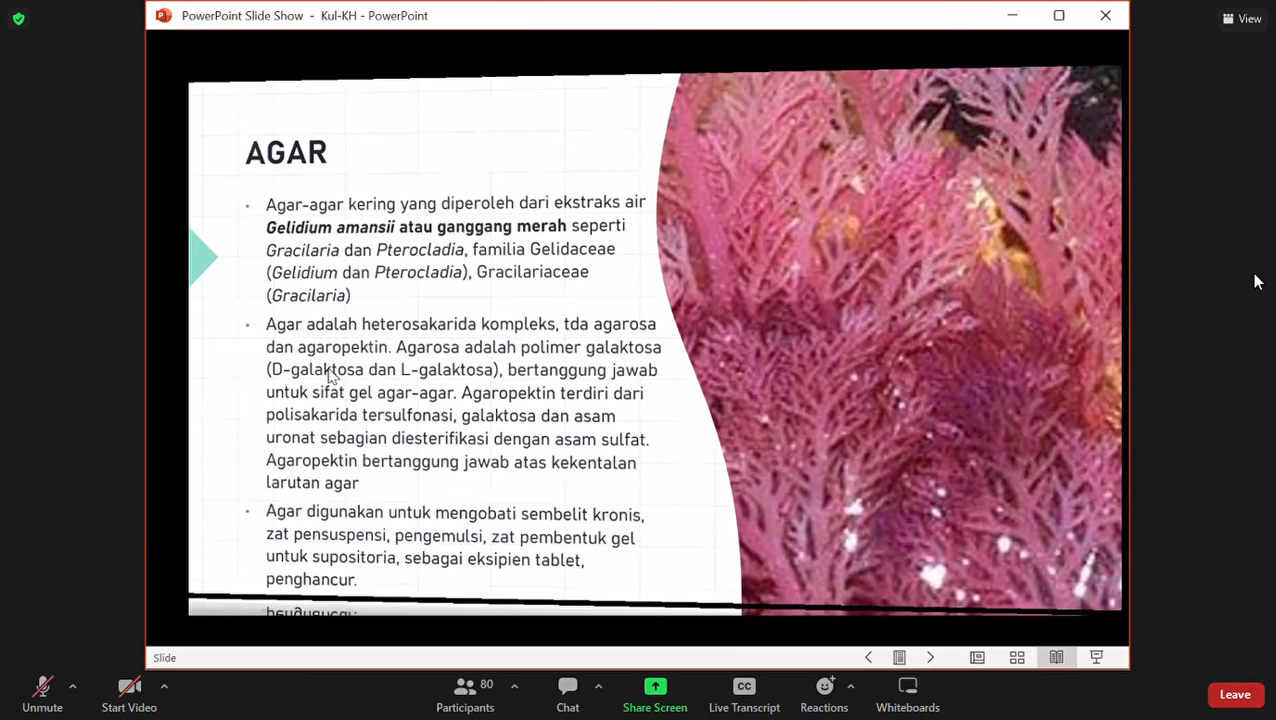 PowerPoint Slide Show - Kul-KH - PowerPoint
View
AGAR
• Agar-agar kering yang diperoleh dari ekstraks air
Gelidium amansii atau ganggang merah seperti
Gracilaria dan Pterocladia, familia Gelidaceae
(Gelidium dan Pterocladia), Gracilariaceae
(Gracilaria)
• Agar adalah heterosakarida kompleks, tda agarosa
dan agaropektin. Agarosa adalah polimer galaktosa
(D-galaktosa dan L-galaktosa), bertanggung jawab
untuk sifat gel agar-agar. Agaropektin terdiri dari
polisakarida tersulfonasi, galaktosa dan asam
uronat sebagian diesterifikasi dengan asam sulfat.
Agaropektin bertanggung jawab atas kekentalan
larutan agar
• Agar digunakan untuk mengobati sembelit kronis,
zat pensuspensi, pengemulsi, zat pembentuk gel
untuk supositoria, sebagai eksipien tablet,
penghancur.
Slide
Unmute
Start Video
Participants 80
Chat
Share Screen
CC
Live Transcript
Reactions
Whiteboards
Leave